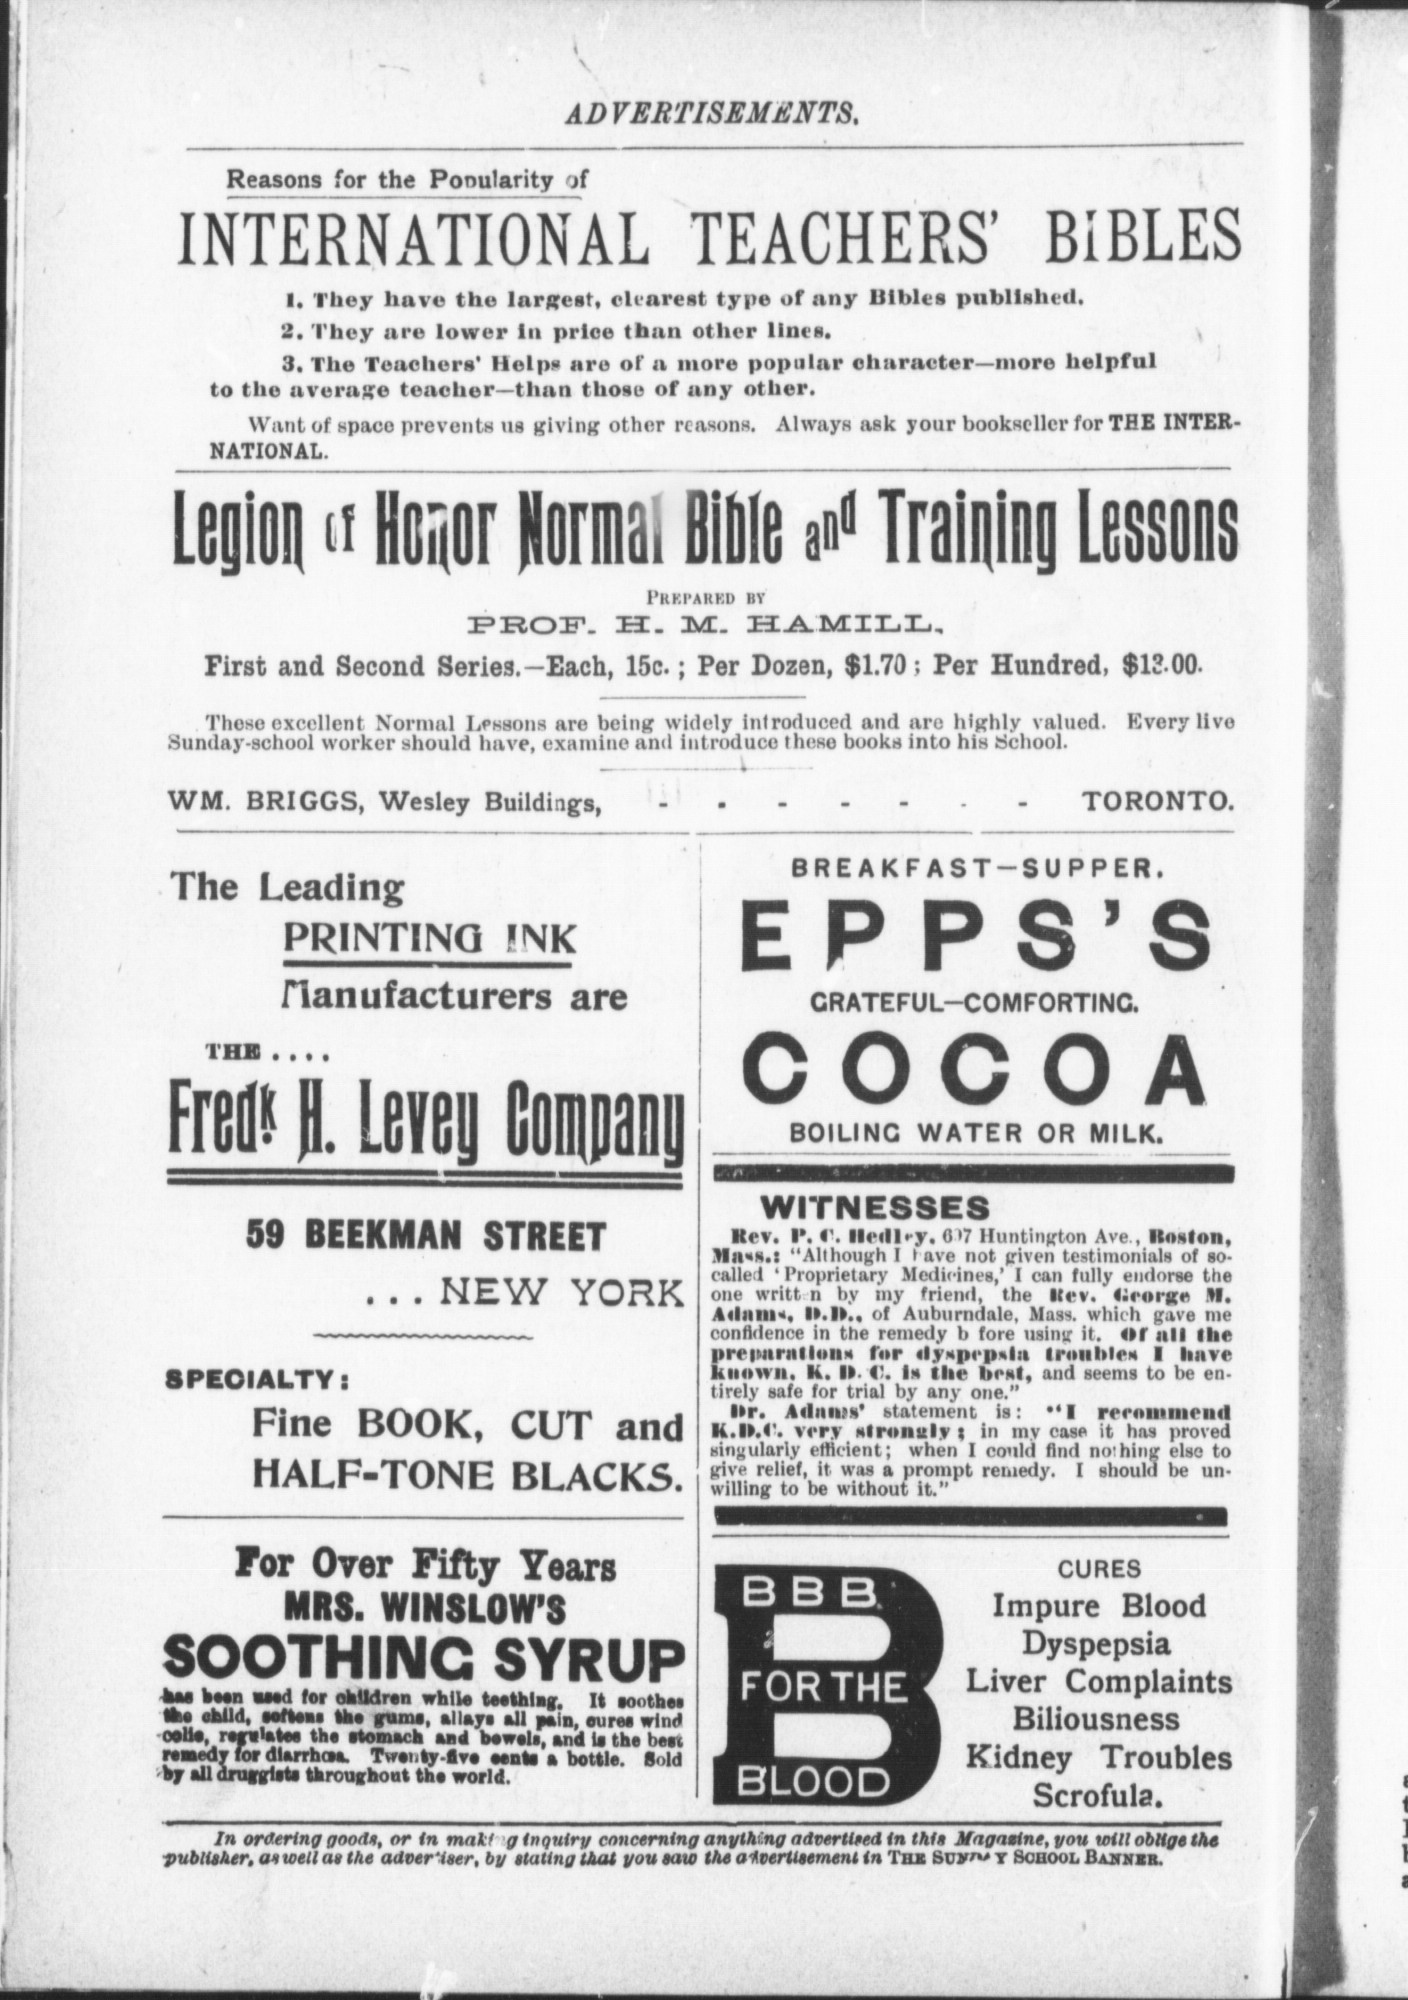 ADVERTISEMENTS.
Reasons for the Popularity of
INTERNATIONAL TEACHERS' BIBLES
1. They have the largest, clearest type of any Bibles published.
2. They are lower in price than other lines.
3. The Teachers' Helps are of a more popular character—more helpful
to the average teacher—than those of any other.
Want of space prevents us giving other reasons. Always ask your bookseller for THE INTER-
NATIONAL.
Legion of Honor Normal Bible and Training Lessons
PREPARED BY
PROF. H. M. HAMILL.
First and Second Series.—Each, 15c.; Per Dozen, $1.70; Per Hundred,
These excellent Normal Lessons are being widely introduced and are highly valued. Every live
Sunday-school worker should have, examine and introduce these books into his School.
WM. BRIGGS, Wesley Buildings, - - - - - - - TORONTO.
The Leading
PRINTING INK
Manufacturers are
THE ....
Fredk. H. Levey Company
59 BEEKMAN STREET
... NEW YORK
SPECIALTY:
Fine BOOK, CUT and
HALF-TONE BLACKS.
For Over Fifty Years
MRS. WINSLOW'S
SOOTHING SYRUP
has been used for children while teething. It soothes
the child, softens the gums, allays all pain, cures wind
colic, regulates the stomach and bowels, and is the best
remedy for diarrhœa. Twenty-five cents a bottle. Sold
by all druggists throughout the world.
BREAKFAST—SUPPER.
EPPS'S
GRATEFUL—COMFORTING.
COCOA
BOILING WATER OR MILK.
WITNESSES
Rev. P. C. Hedley, Huntington Ave., Boston,
Mass.: "Although I have not given testimonials of so-
called 'Proprietary Medicines,' I can fully endorse the
one written by my friend, the Rev. George M.
Adams, D.D., of Auburndale, Mass. which gave me
confidence in the remedy before using it. Of all the
preparations for dyspepsia troubles I have
known, K. D. C. is the best, and seems to be en-
tirely safe for trial by any one."
Dr. Adams' statement is: "I recommend
K.D.C. very strongly; in my case it has proved
singularly efficient; when I could find nothing else to
give relief, it was a prompt remedy. I should be un-
willing to be without it."
B B B
FOR THE
BLOOD
CURES
Impure Blood
Dyspepsia
Liver Complaints
Biliousness
Kidney Troubles
Scrofula.
In ordering goods, or in making inquiry concerning anything advertised in this Magazine, you will oblige the
publisher, as well as the advertiser, by stating that you saw the advertisement in THE SUNDAY SCHOOL BANNER.